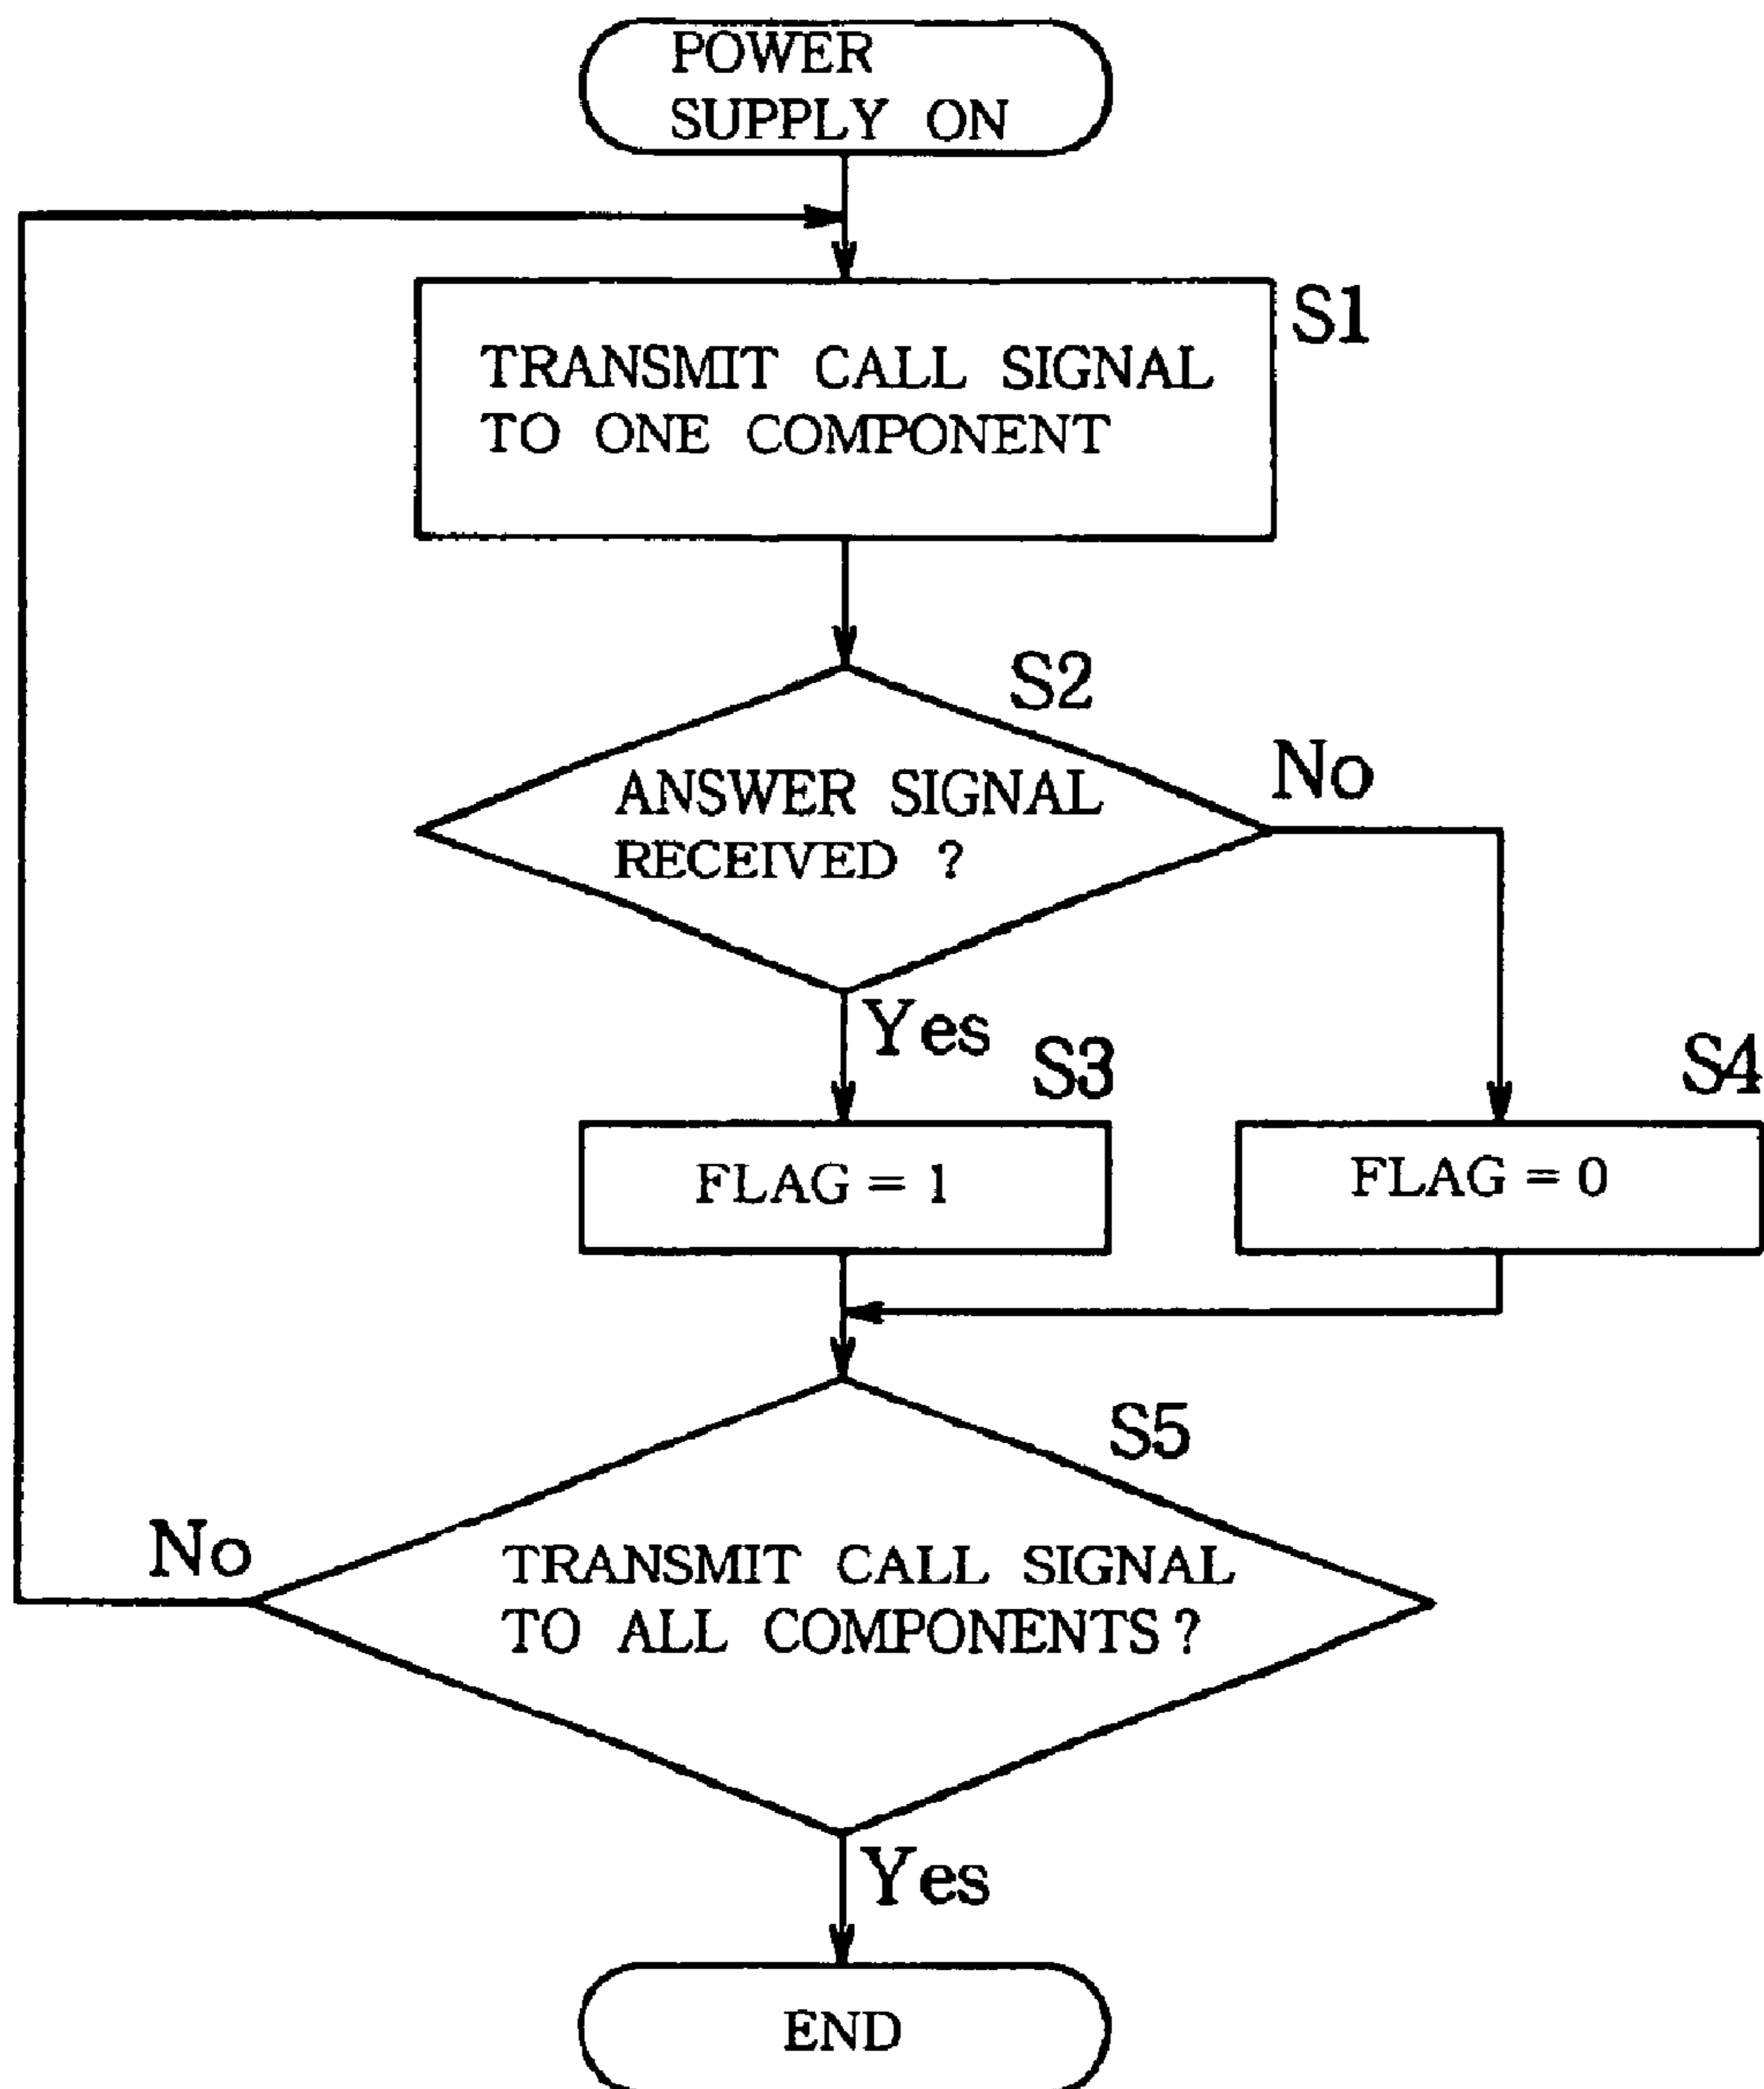 POWER
SUPPLY ON
S1
TRANSMIT CALL SIGNAL
TO ONE COMPONENT
S2
ANSWER SIGNAL
RECEIVED ?
No
Yes
S3
S4
FLAG = 1
FLAG = 0
S5
No
TRANSMIT CALL SIGNAL
TO ALL COMPONENTS ?
Yes
END